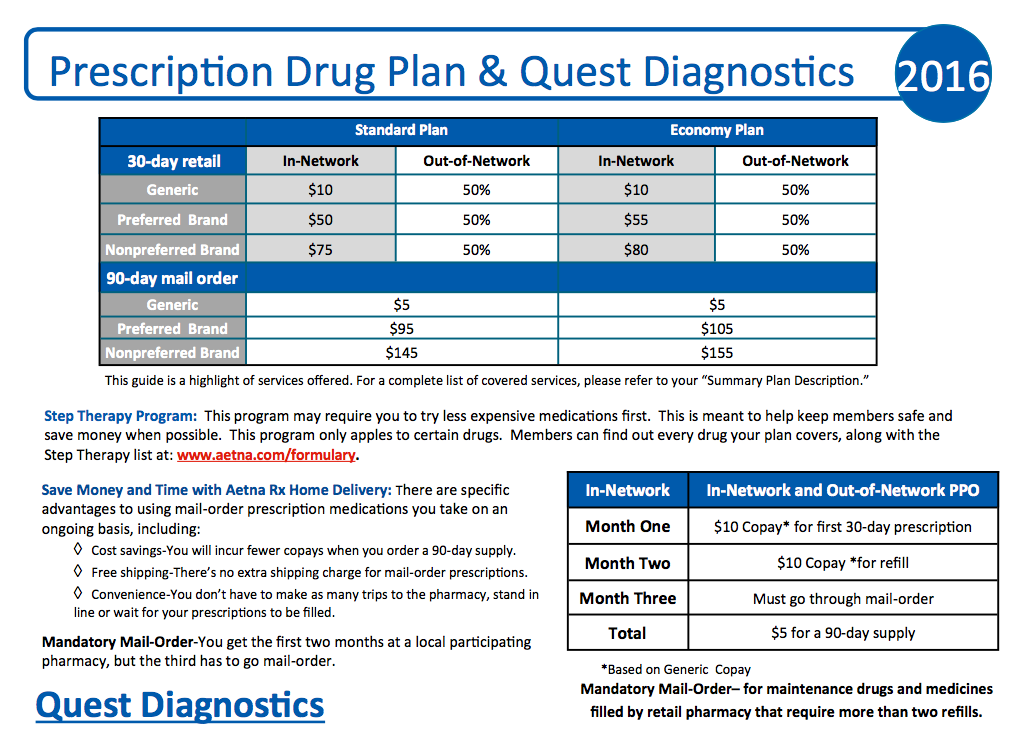 Prescription Drug Plan & Quest Diagnostics 2016
Standard Plan Economy Plan
30-day retail In-Network Out-of-Network In-Network Out-of-Network
Generic $10 50% $10 50%
Preferred Brand $50 50% $55 50%
Nonpreferred Brand $75 50% $80 50%
90-day mail order
Generic $5 $5
Preferred Brand $95 $105
Nonpreferred Brand $145 $155
This guide is a highlight of services offered. For a complete list of covered services, please refer to your “Summary Plan Description.”
Step Therapy Program: This program may require you to try less expensive medications first. This is meant to help keep members safe and
save money when possible. This program only apples to certain drugs. Members can find out every drug your plan covers, along with the
Step Therapy list at: www.aetna.com/formulary.
Save Money and Time with Aetna Rx Home Delivery: There are specific
advantages to using mail-order prescription medications you take on an
ongoing basis, including:
◊ Cost savings-You will incur fewer copays when you order a 90-day supply.
◊ Free shipping-There’s no extra shipping charge for mail-order prescriptions.
◊ Convenience-You don’t have to make as many trips to the pharmacy, stand in
line or wait for your prescriptions to be filled.
Mandatory Mail-Order-You get the first two months at a local participating
pharmacy, but the third has to go mail-order.
Quest Diagnostics
In-Network In-Network and Out-of-Network PPO
Month One $10 Copay* for first 30-day prescription
Month Two $10 Copay *for refill
Month Three Must go through mail-order
Total $5 for a 90-day supply
*Based on Generic Copay
Mandatory Mail-Order– for maintenance drugs and medicines
filled by retail pharmacy that require more than two refills.